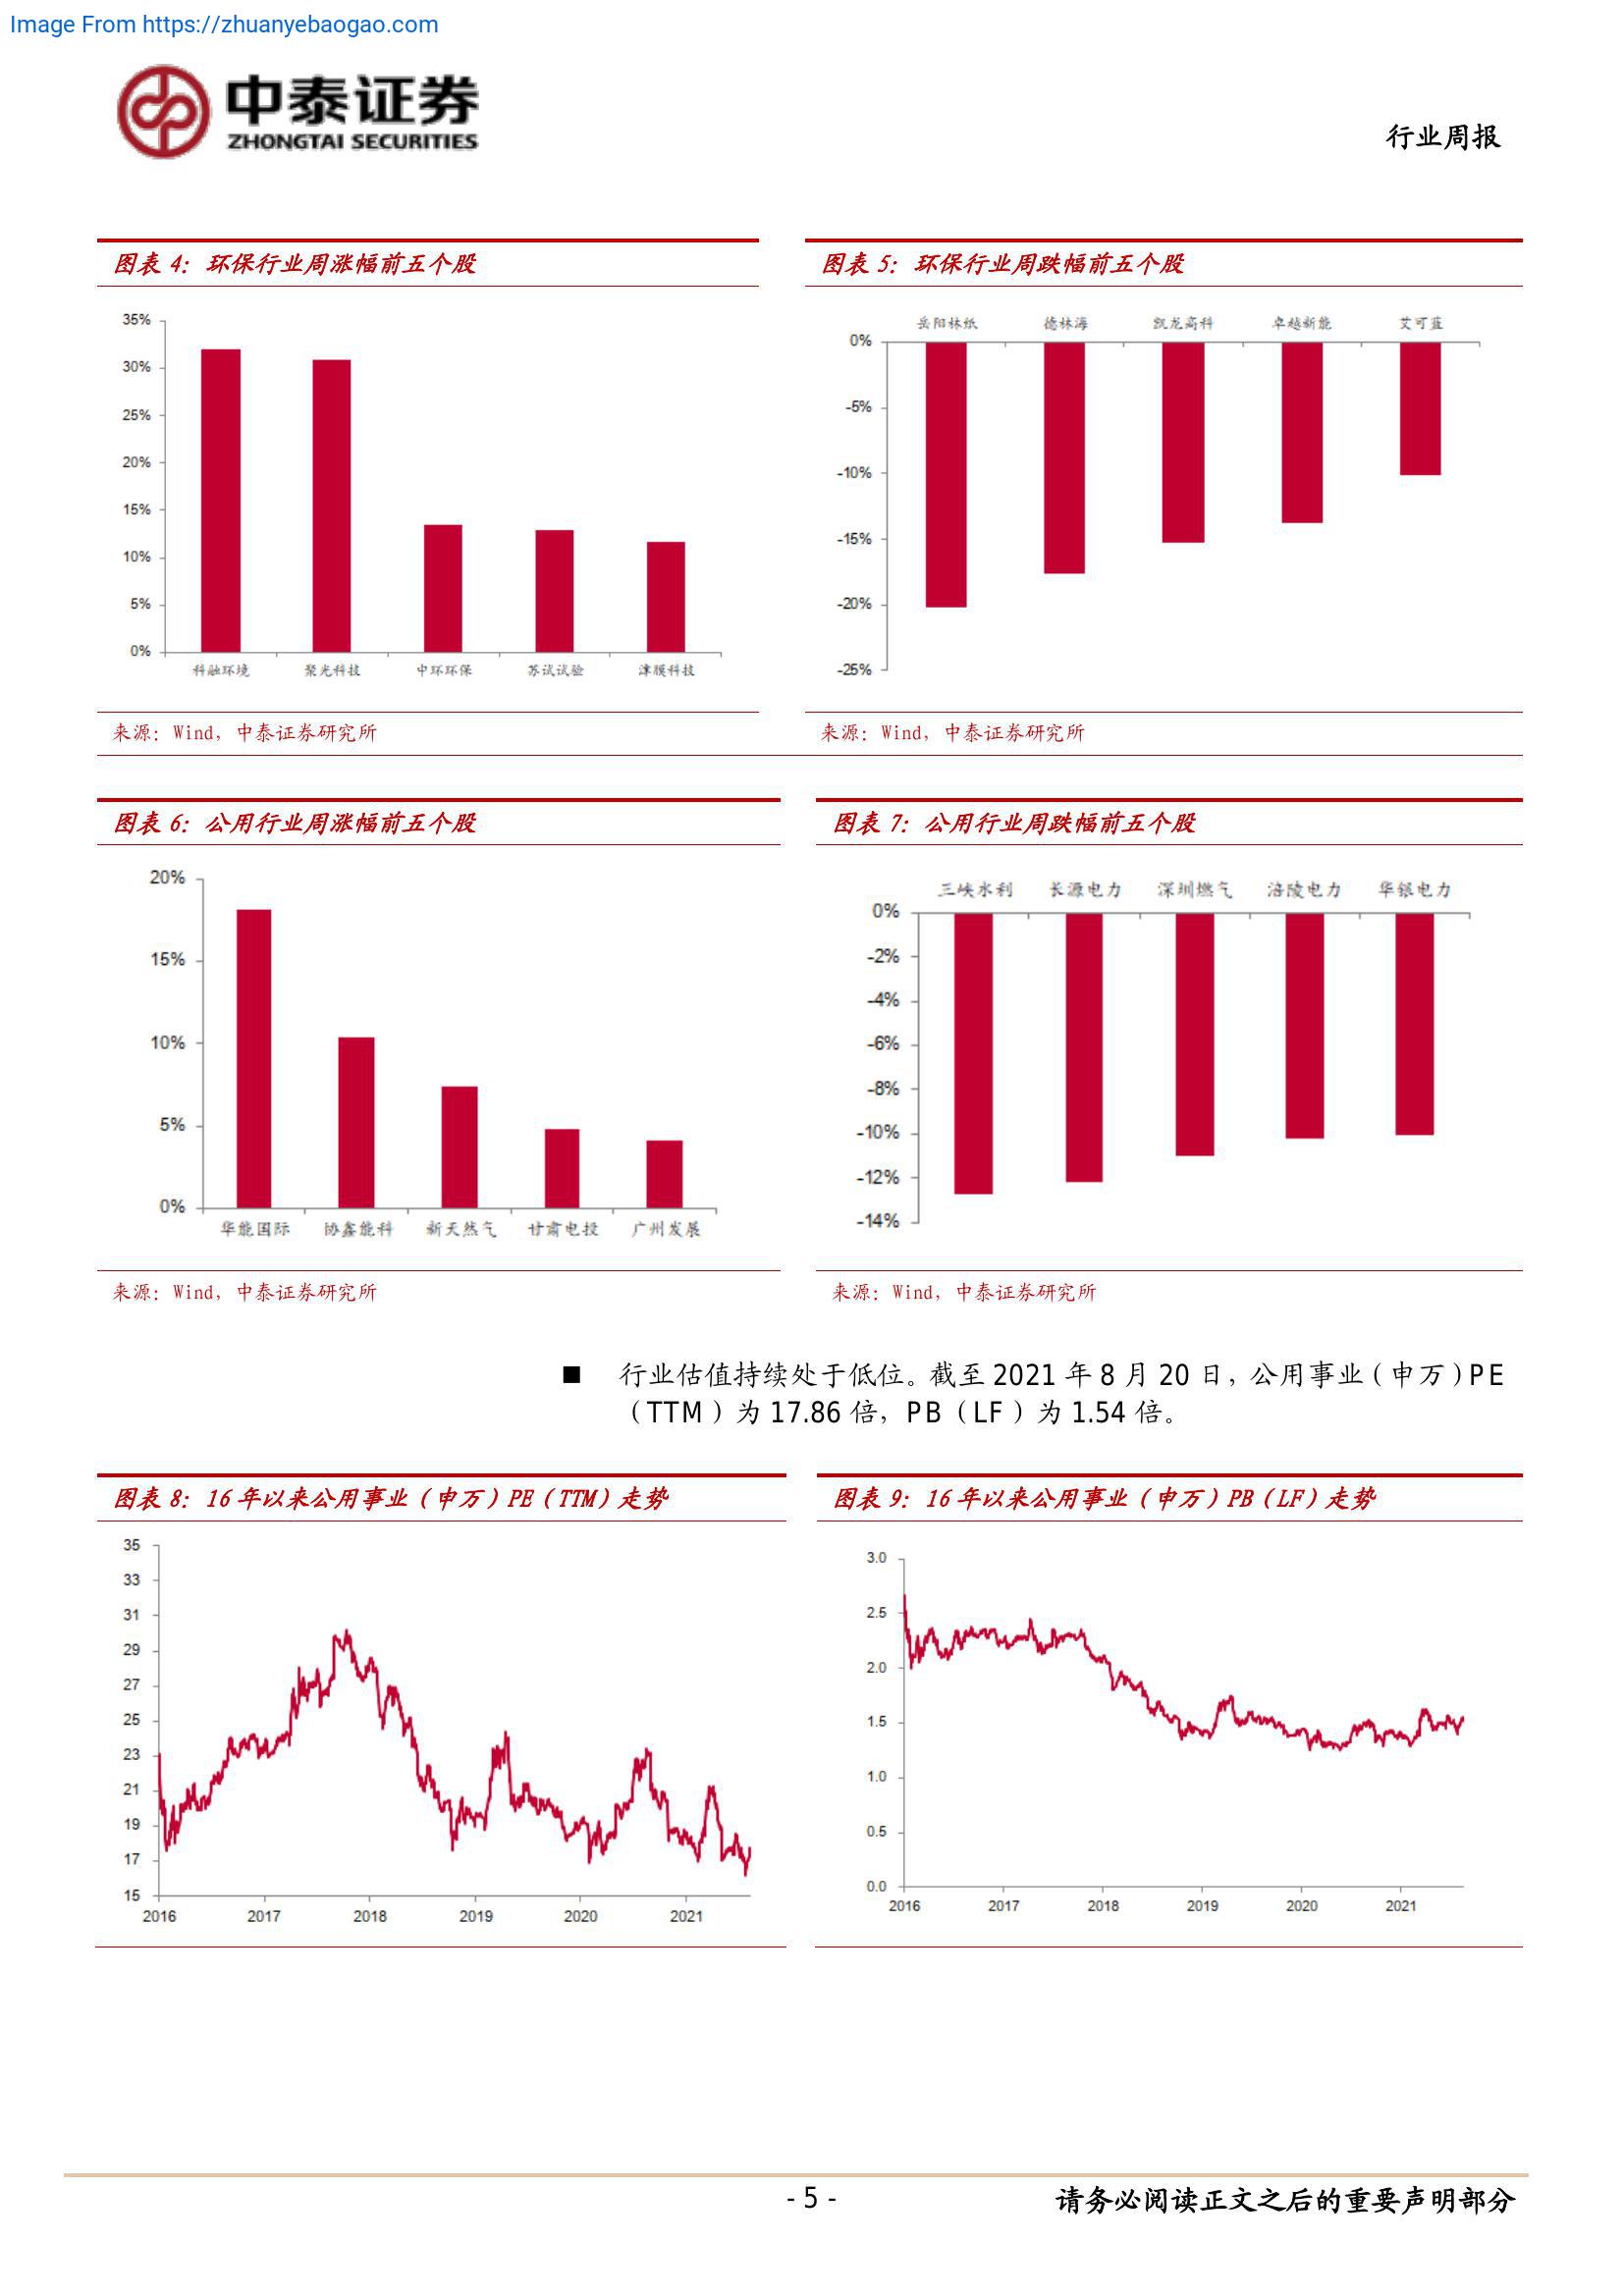 Image From https://zhuanyebaogao.com
中泰证券
ZHONGTAI SECURITIES
行业周报
图表 4：环保行业周涨幅前五个股
35%
30%
25%
20%
15%
10%
5%
0%
科融环境 聚光科技 中环环保 苏试试验 津膜科技
来源：Wind，中泰证券研究所
图表 5：环保行业周跌幅前五个股
岳阳林纸 德林海 凯龙高科 卓越新能 艾可蓝
0%
-5%
-10%
-15%
-20%
-25%
来源：Wind，中泰证券研究所
图表 6：公用行业周涨幅前五个股
20%
15%
10%
5%
0%
华能国际 协鑫能科 新天然气 甘肃电投 广州发展
来源：Wind，中泰证券研究所
图表 7：公用行业周跌幅前五个股
三峡水利 长源电力 深圳燃气 涪陵电力 华银电力
0%
-2%
-4%
-6%
-8%
-10%
-12%
-14%
来源：Wind，中泰证券研究所
■ 行业估值持续处于低位。截至 2021 年 8 月 20 日，公用事业（申万）PE
（TTM）为 17.86 倍，PB（LF）为 1.54 倍。
图表 8：16 年以来公用事业（申万）PE（TTM）走势
35
33
31
29
27
25
23
21
19
17
15
2016 2017 2018 2019 2020 2021
图表 9：16 年以来公用事业（申万）PB（LF）走势
3.0
2.5
2.0
1.5
1.0
0.5
0.0
2016 2017 2018 2019 2020 2021
- 5 -
请务必阅读正文之后的重要声明部分